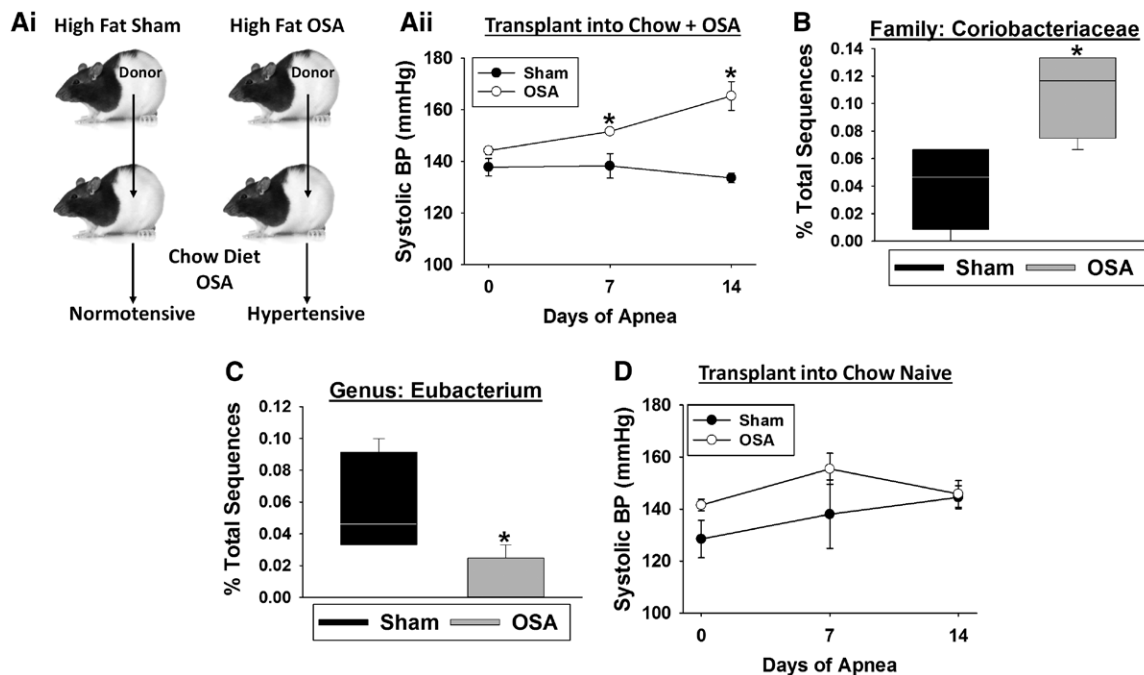 Ai
High Fat Sham
High Fat OSA
Donor
Donor
Chow Diet
OSA
Normotensive
Hypertensive
Aii
Transplant into Chow + OSA
Sham
OSA
Systolic BP (mmHg)
180
160
140
120
100
*
*
0
7
14
Days of Apnea
B
Family: Coriobacteriaceae
% Total Sequences
0.14
0.12
0.10
0.08
0.06
0.04
0.02
0.00
*
Sham
OSA
C
Genus: Eubacterium
% Total Sequences
0.12
0.10
0.08
0.06
0.04
0.02
0.00
*
Sham
OSA
D
Transplant into Chow Naive
Sham
OSA
Systolic BP (mmHg)
180
160
140
120
100
0
7
14
Days of Apnea